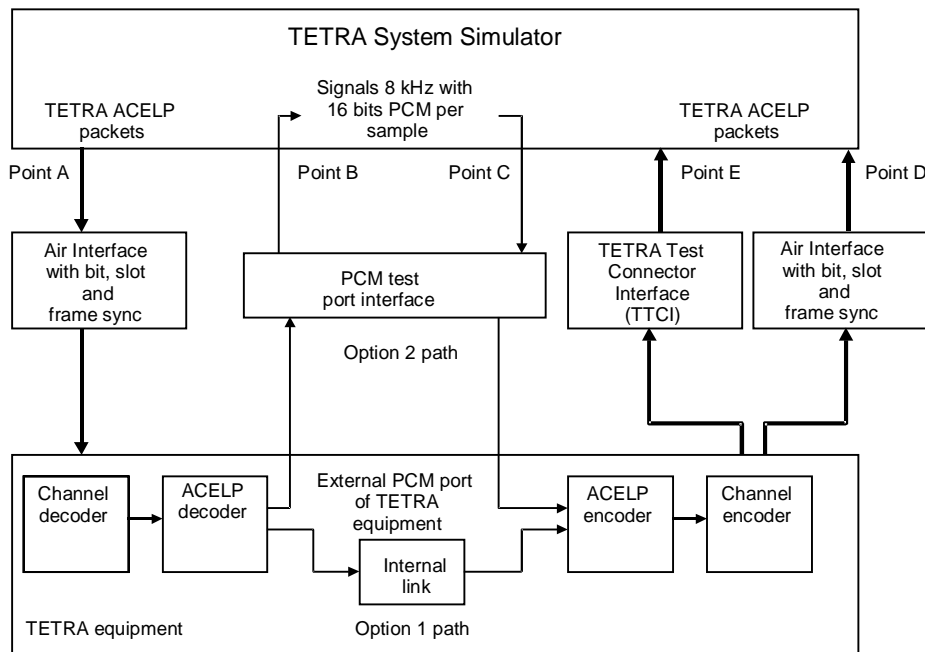 TETRA System Simulator
Signals 8 kHz with
16 bits PCM per
sample
TETRA ACELP
packets
TETRA ACELP
packets
Point A
Point B
Point C
Point E
Point D
Air Interface
with bit, slot
and
frame sync
PCM test
port interface
TETRA Test
Connector
Interface
(TTCI)
Air Interface
with bit, slot
and
frame sync
Option 2 path
Channel
decoder
ACELP
decoder
External PCM port
of TETRA
equipment
Internal
link
ACELP
encoder
Channel
encoder
TETRA equipment
Option 1 path